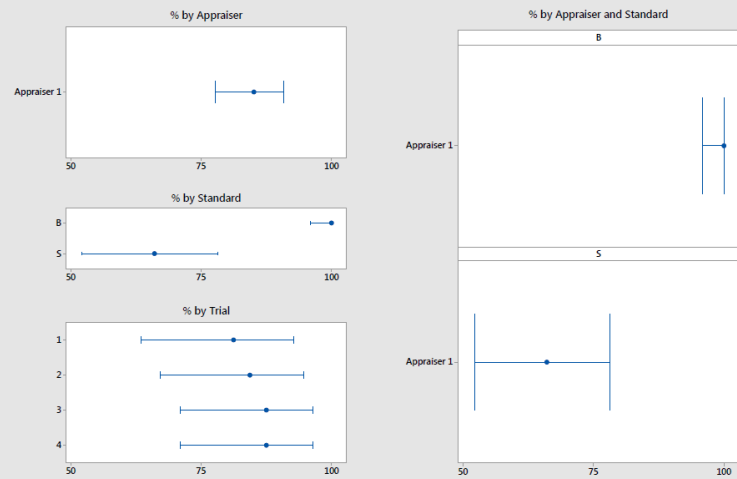 % by Appraiser
Appraiser 1
50 75 100
% by Standard
B
S
50 75 100
% by Trial
1
2
3
4
50 75 100
% by Appraiser and Standard
B
Appraiser 1
S
Appraiser 1
50 75 100